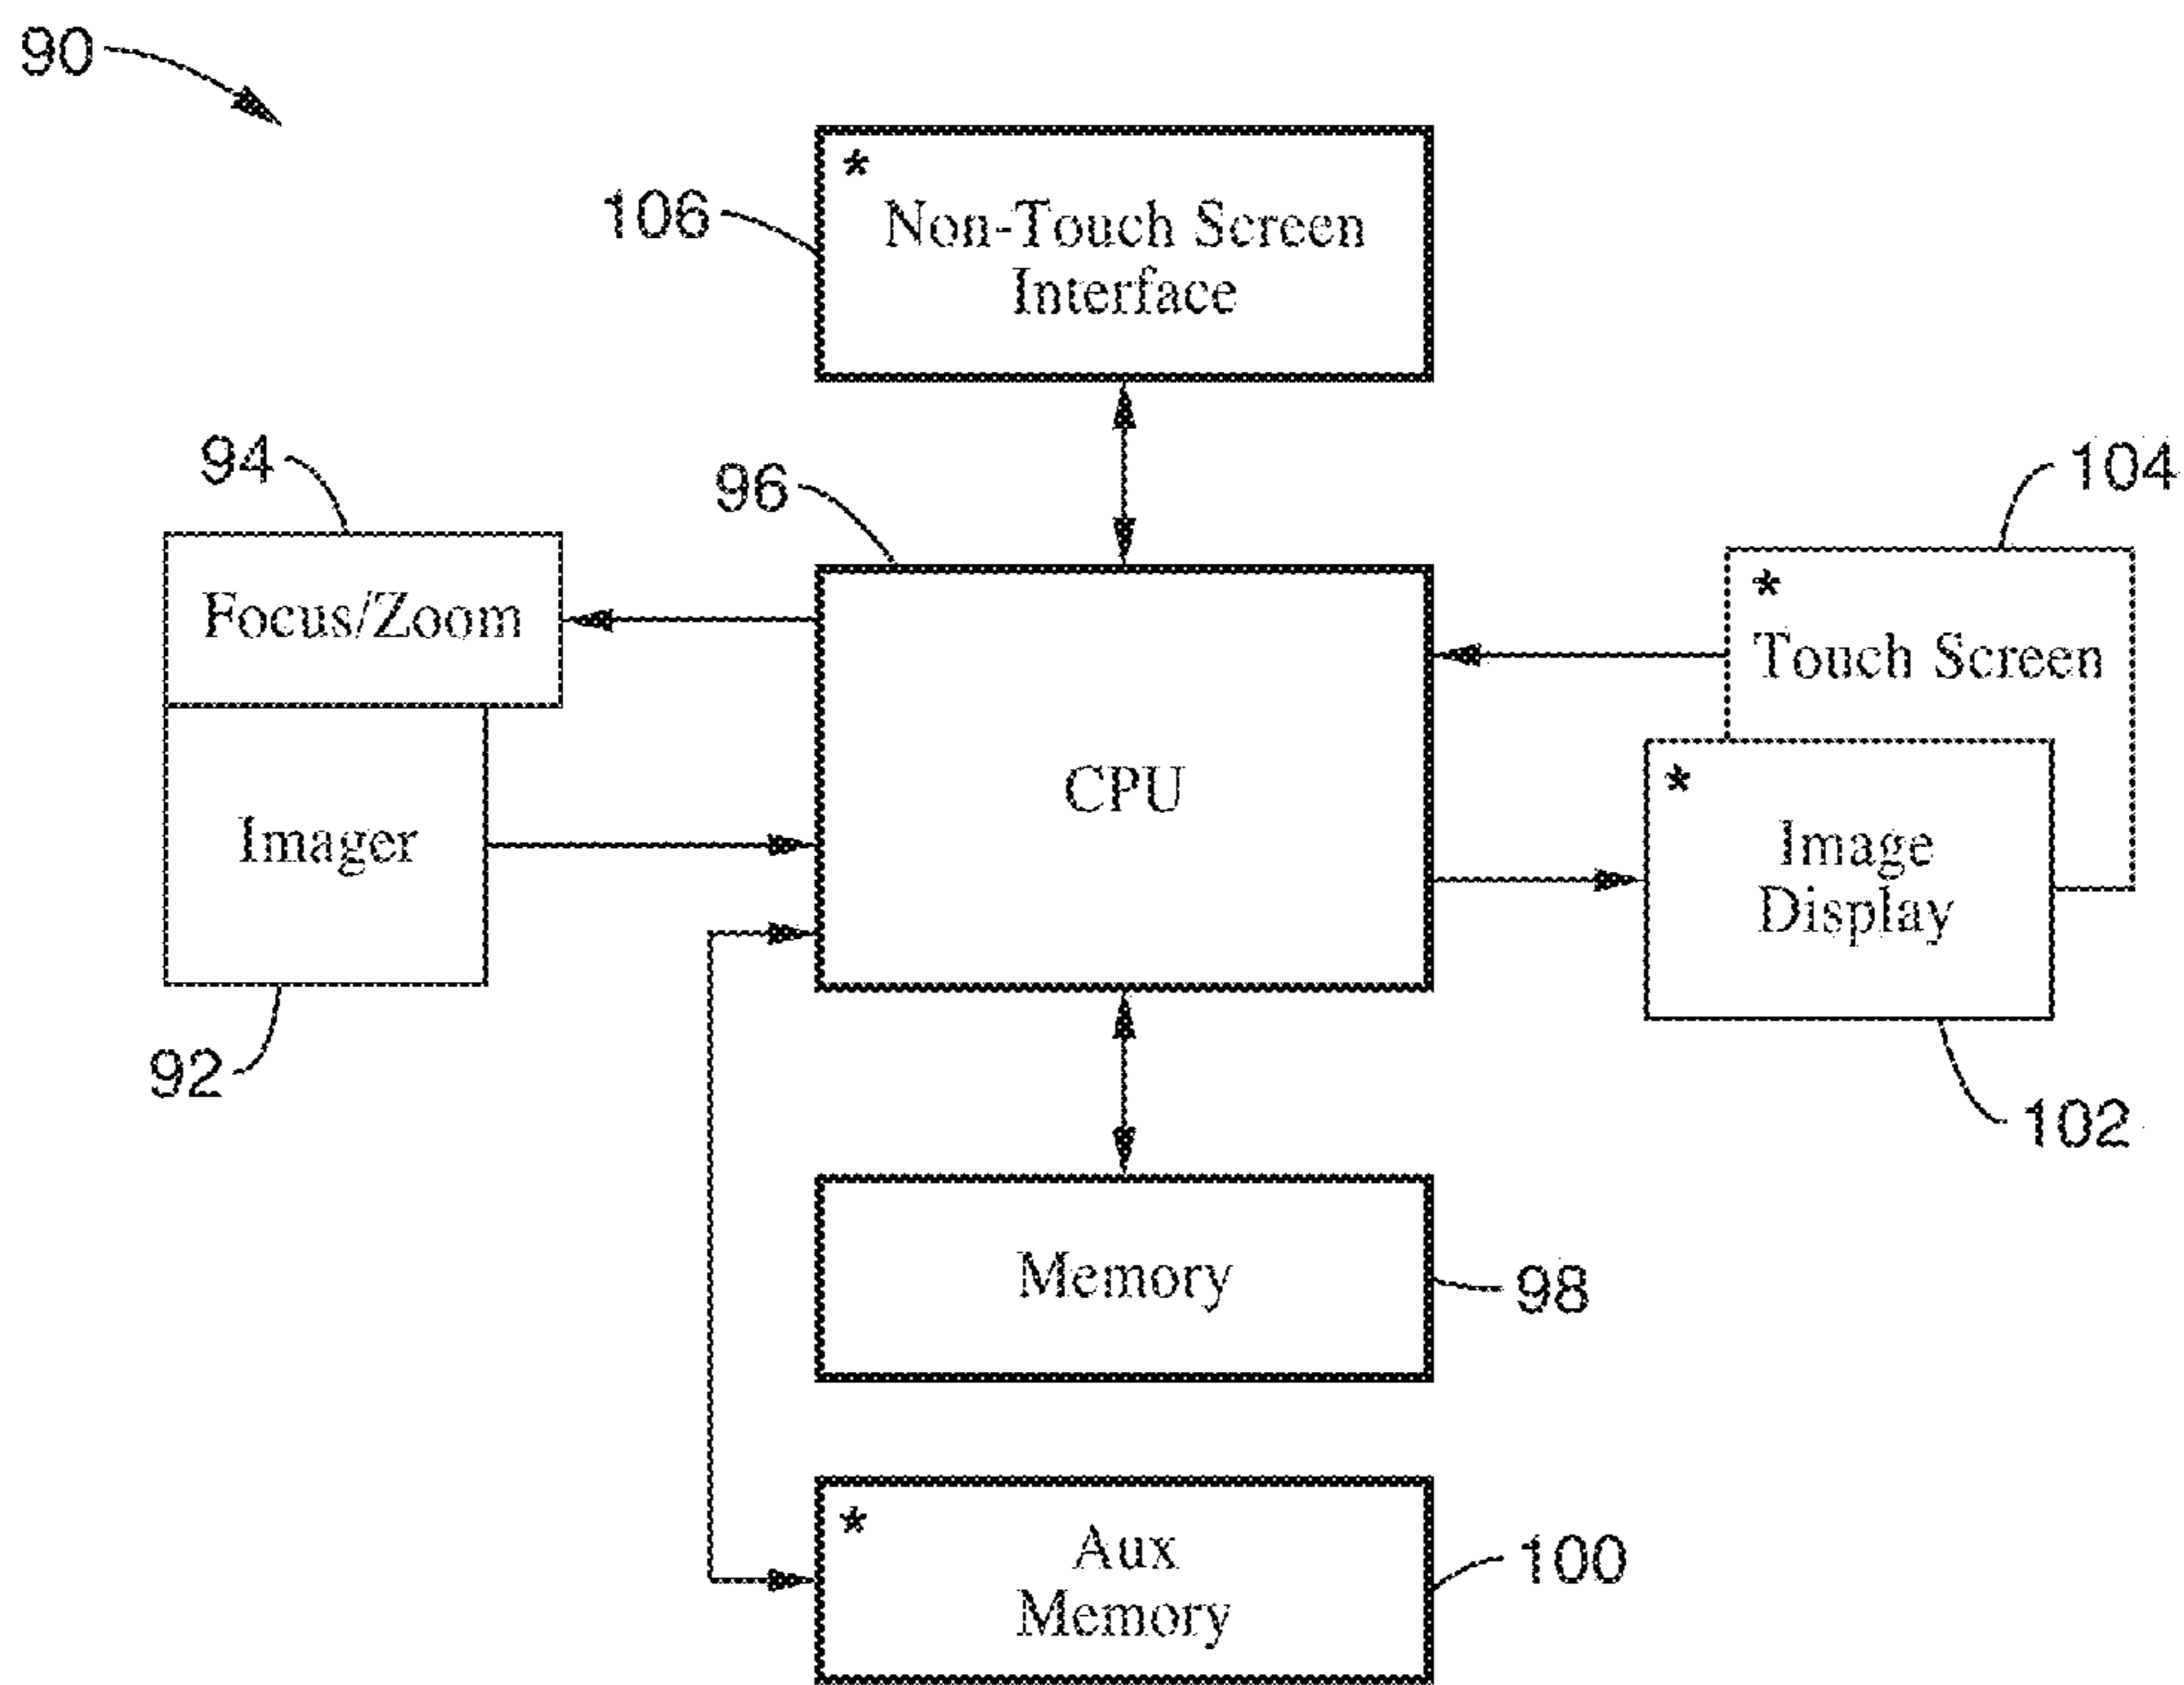 90
*
106
Non-Touch Screen
Interface
94
96
104
Focus/Zoom
*
Touch Screen
CPU
*
Imager
Image
Display
92
102
Memory
98
*
Aux
Memory
100